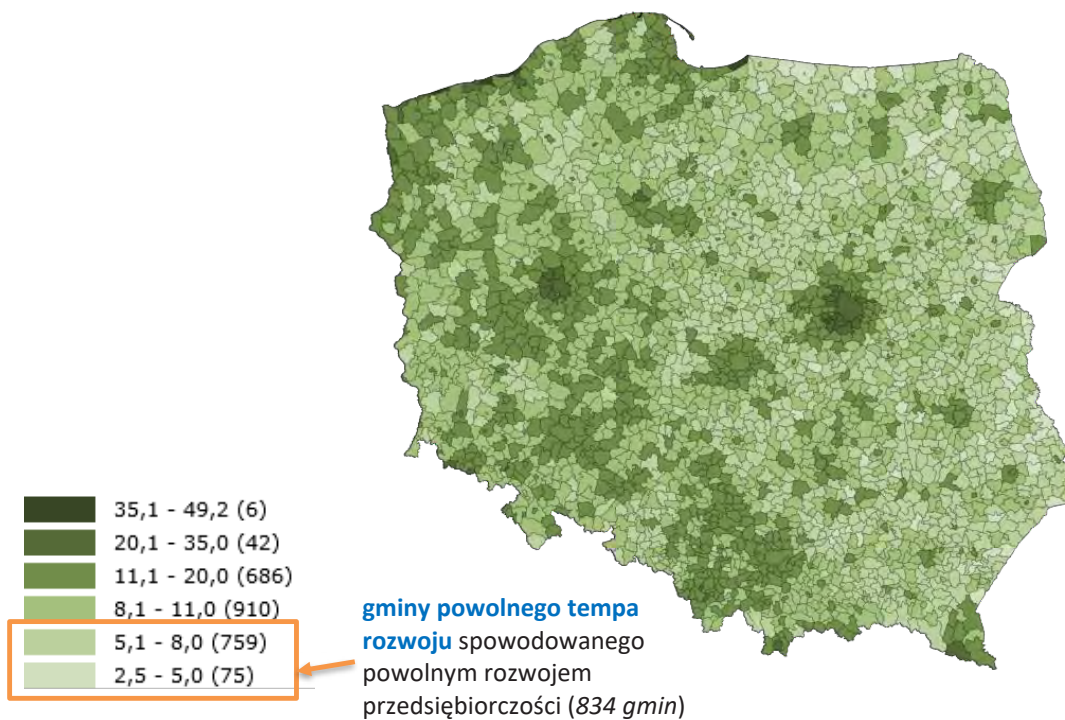 35,1 - 49,2 (6)
20,1 - 35,0 (42)
11,1 - 20,0 (686)
8,1 - 11,0 (910)
5,1 - 8,0 (759)
2,5 - 5,0 (75)
gminy powolnego tempa
rozwoju spowodowanego
powolnym rozwojem
przedsiębiorczości (834 gmin)